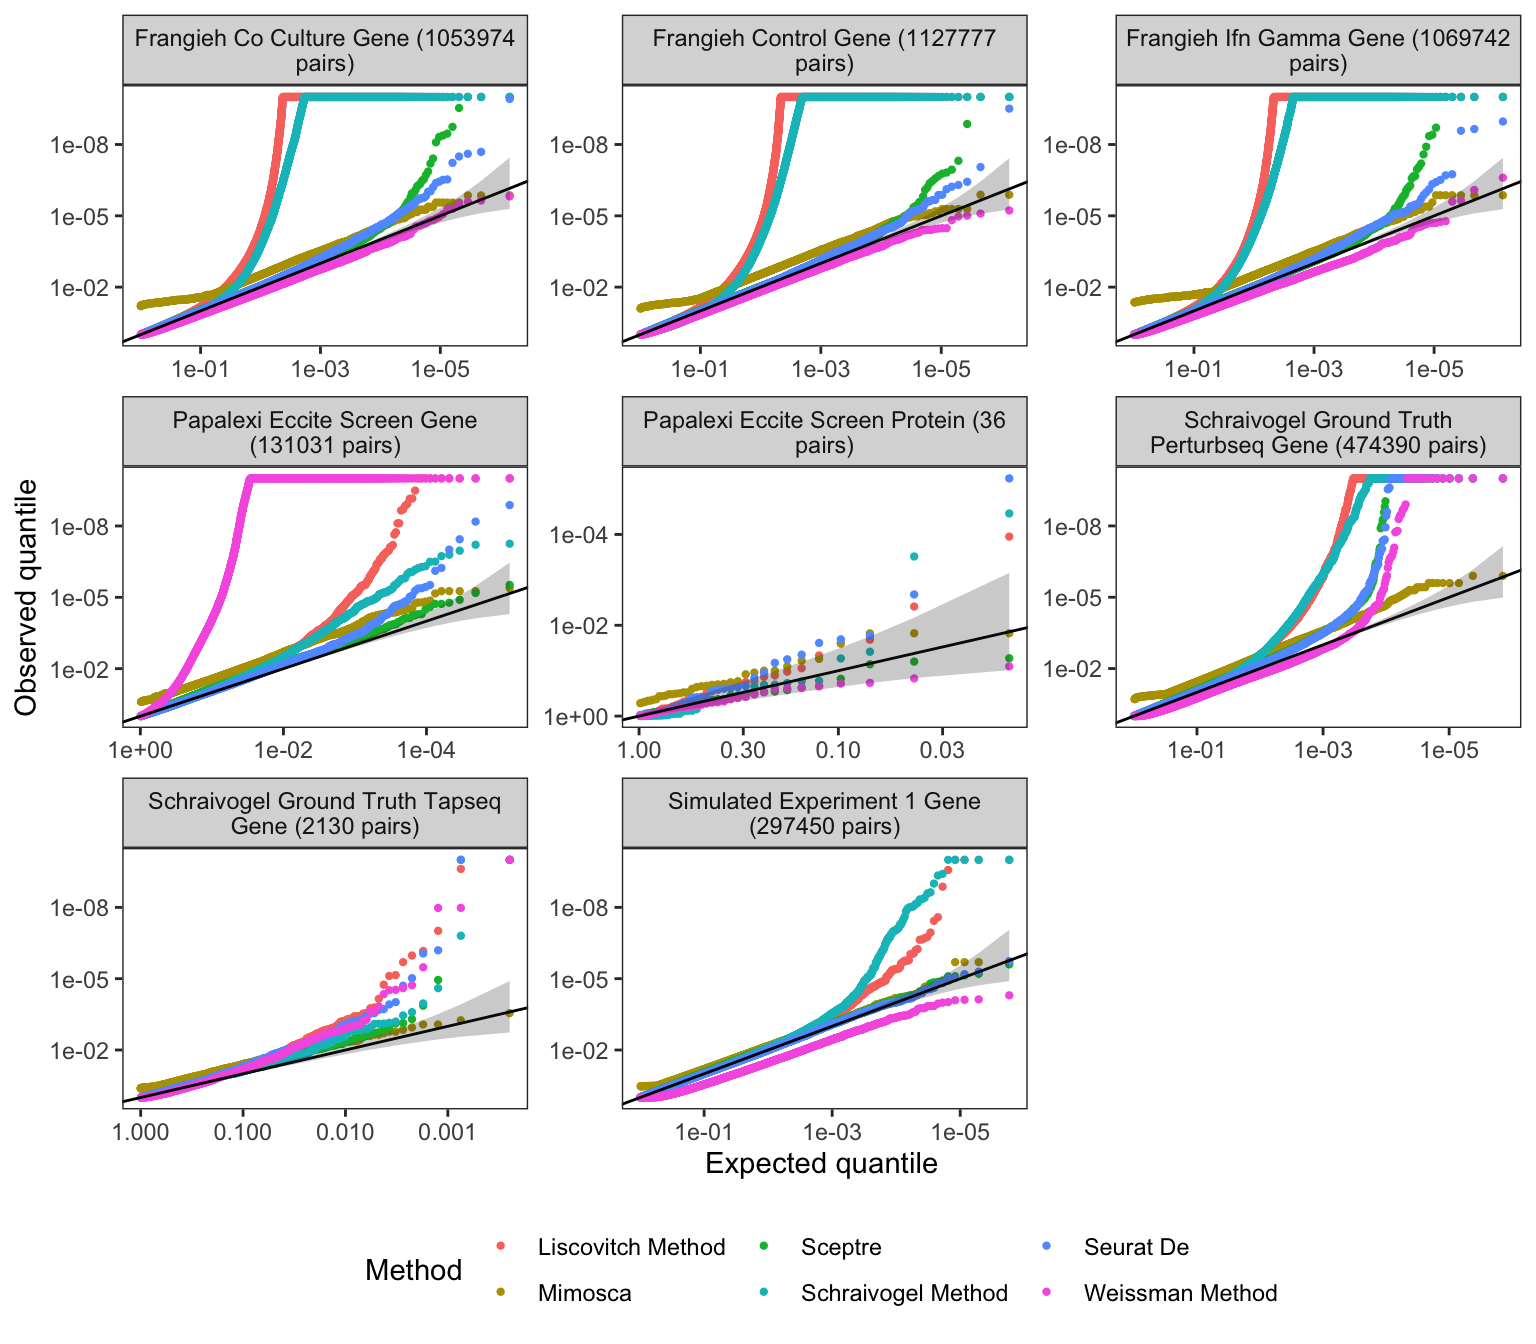 Frangieh Co Culture Gene (1053974
pairs)
Frangieh Control Gene (1127777
pairs)
Frangieh Ifn Gamma Gene (1069742
pairs)
1e-08
1e-05
1e-02
1e-01 1e-03 1e-05
1e-08
1e-05
1e-02
1e-01 1e-03 1e-05
1e-08
1e-05
1e-02
1e-01 1e-03 1e-05
Papalexi Eccite Screen Gene
(131031 pairs)
Papalexi Eccite Screen Protein (36
pairs)
Schraivogel Ground Truth
Perturbseq Gene (474390 pairs)
Observed quantile
1e-08
1e-05
1e-02
1e+00 1e-02 1e-04
1e-04
1e-02
1e+00
1.00 0.30 0.10 0.03
1e-08
1e-05
1e-02
1e-01 1e-03 1e-05
Schraivogel Ground Truth Tapseq
Gene (2130 pairs)
Simulated Experiment 1 Gene
(297450 pairs)
1e-08
1e-05
1e-02
1.000 0.100 0.010 0.001
1e-08
1e-05
1e-02
1e-01 1e-03 1e-05
Expected quantile
Method
Liscovitch Method Sceptre Seurat De
Mimosca Schraivogel Method Weissman Method